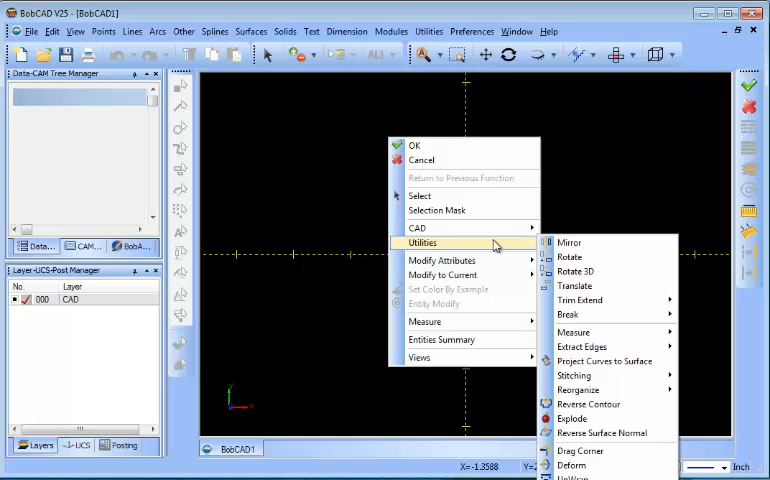 BobCAD V25 - [BobCAD1]
File Edit View Points Lines Arcs Other Splines Surfaces Solids Text Dimension Modules Utilities Preferences Window Help
ALL
Data-CAM Tree Manager
Data... CAM... BobA...
Layer-UCS-Post Manager
No. Layer
000 CAD
Layers UCS Posting
OK
Cancel
Return to Previous Function
Select
Selection Mask
CAD
Utilities
Modify Attributes
Modify to Current
Set Color By Example
Entity Modify
Measure
Entities Summary
Views
Mirror
Rotate
Rotate 3D
Translate
Trim Extend
Break
Measure
Extract Edges
Project Curves to Surface
Stitching
Reorganize
Reverse Contour
Explode
Reverse Surface Normal
Drag Corner
Deform
UnWrap
Y
X
BobCAD1
X=-1.3588 Y=2
Inch